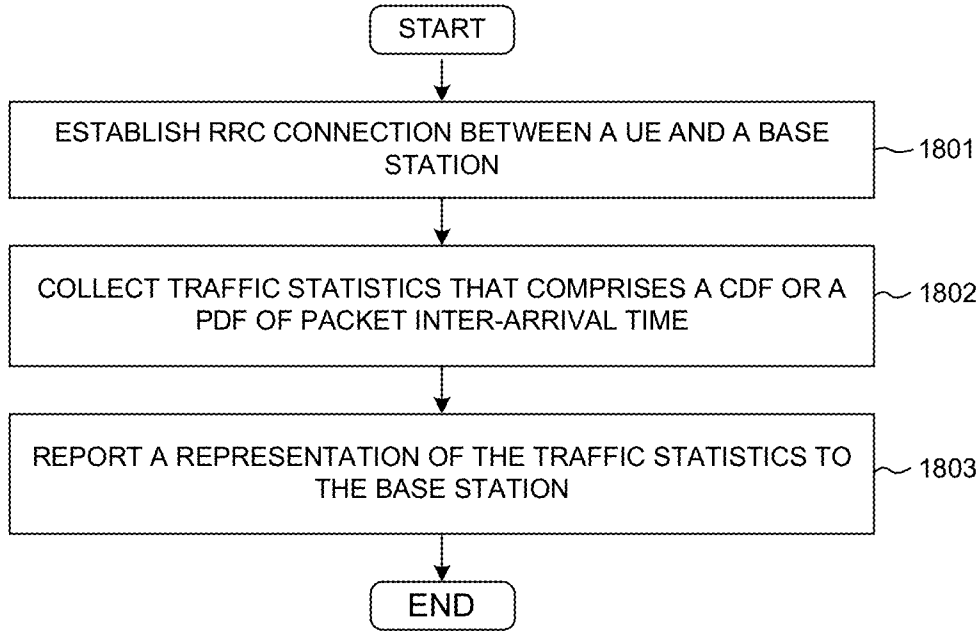 START
ESTABLISH RRC CONNECTION BETWEEN A UE AND A BASE
STATION
1801
COLLECT TRAFFIC STATISTICS THAT COMPRISES A CDF OR A
PDF OF PACKET INTER-ARRIVAL TIME
1802
REPORT A REPRESENTATION OF THE TRAFFIC STATISTICS TO
THE BASE STATION
1803
END